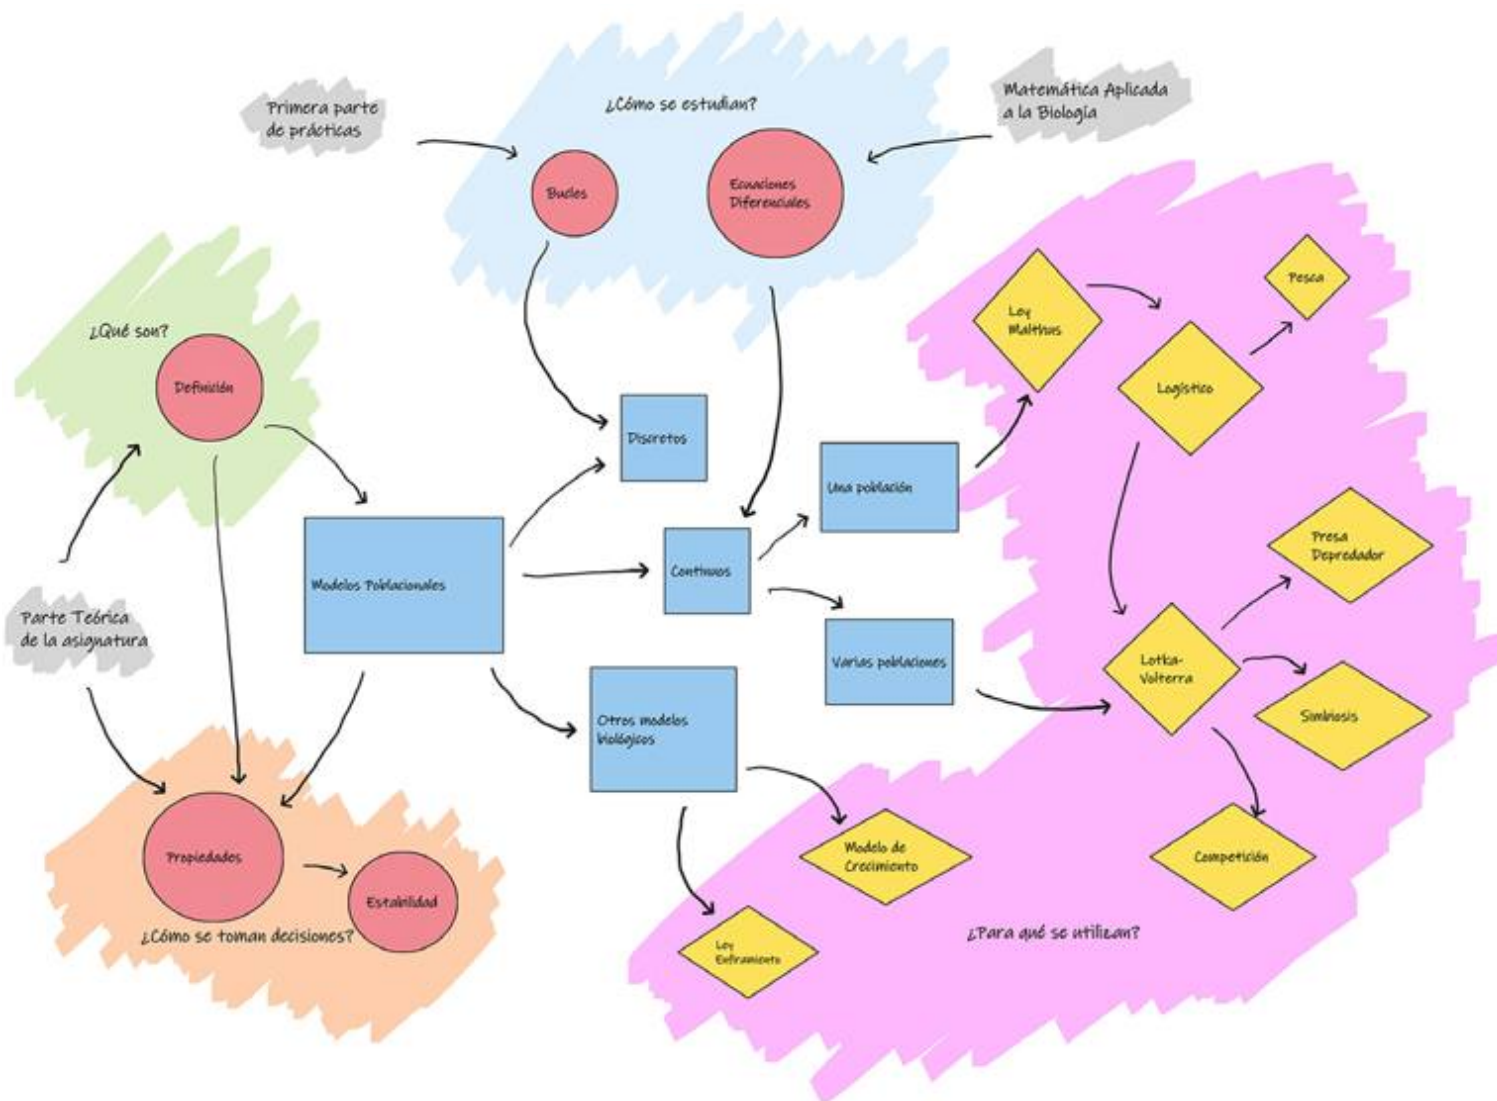 Primera parte
de prácticas
¿Cómo se estudian?
Matemática Aplicada
a la Biología
Bucles
Ecuaciones
Diferenciales
¿Qué son?
Definición
Ley
Malthus
Pesca
Logístico
Discretos
Una población
Presa
Depredador
Modelos Poblacionales
Continuos
Parte Teórica
de la asignatura
Varias poblaciones
Lotka-
Volterra
Simbiosis
Otros modelos
biológicos
Propiedades
Estabilidad
¿Cómo se toman decisiones?
Modelo de
Crecimiento
Competición
Ley
Enfiramiento
¿Para qué se utilizan?